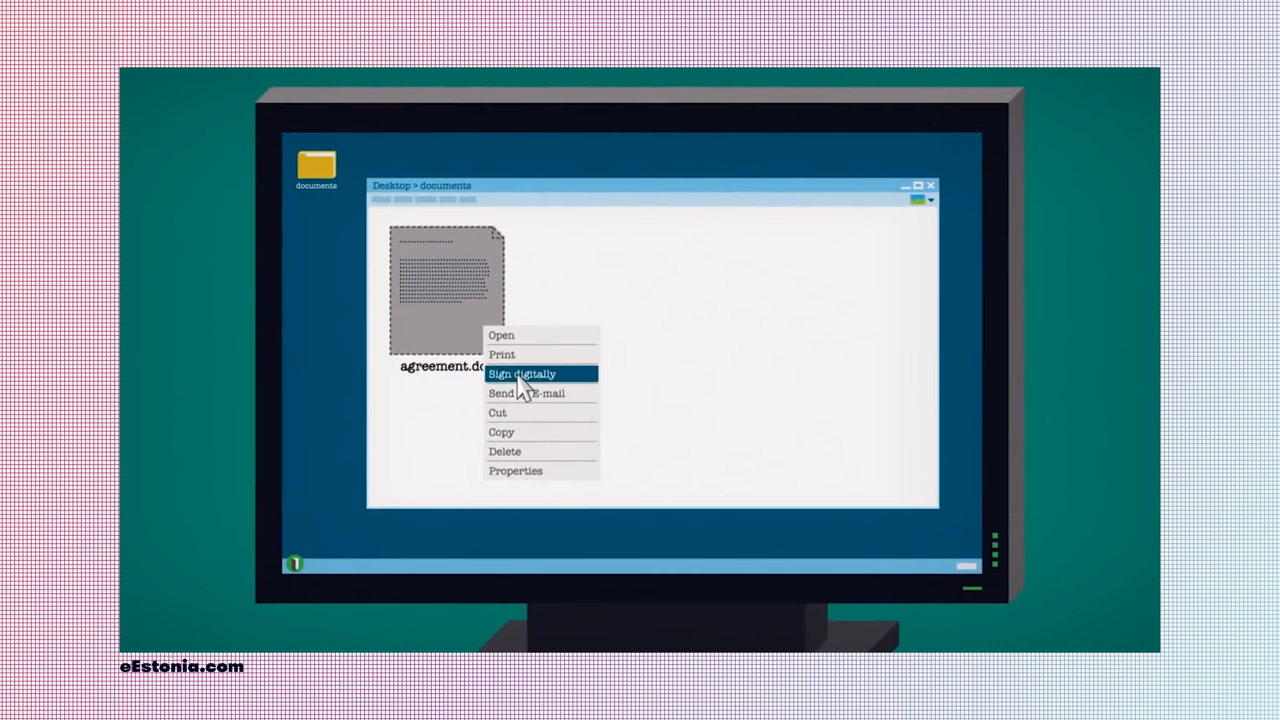 documents
Desktop > documents
agreement.do
Open
Print
Sign digitally
Send E-mail
Cut
Copy
Delete
Properties
eEstonia.com